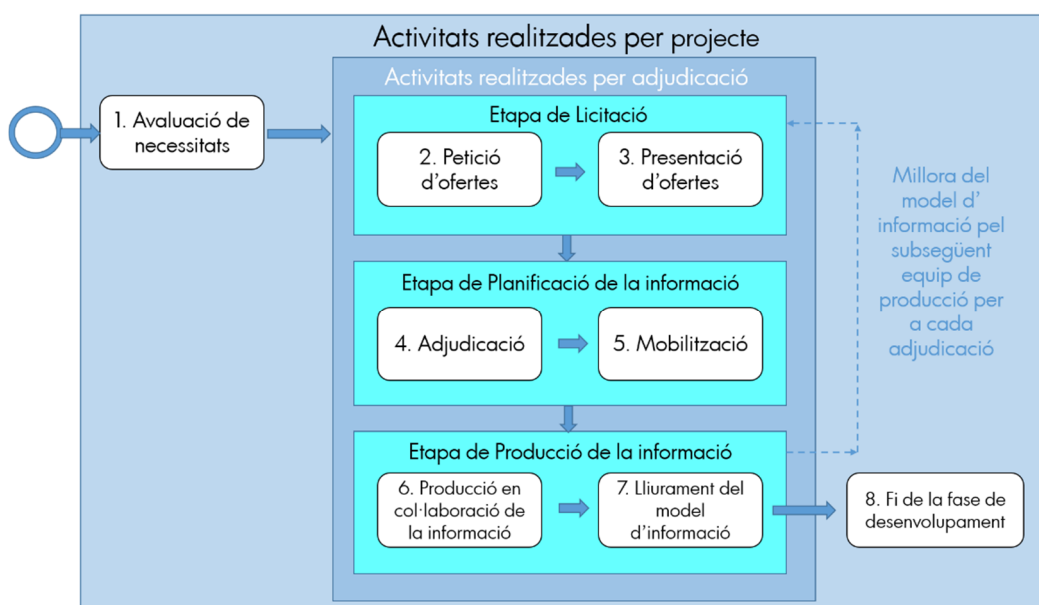 Activitats realitzades per projecte
Activitats realitzades per adjudicació
1. Avaluació de
necessitats
Etapa de Licitació
2. Petició
d'ofertes
3. Presentació
d'ofertes
Etapa de Planificació de la informació
4. Adjudicació
5. Mobilització
Etapa de Producció de la informació
6. Producció en
col·laboració de
la informació
7. Lliurament del
model
d'informació
Millora del
model d'
informació pel
subsegüent
equip de
producció per
a cada
adjudicació
8. Fi de la fase de
desenvolupament